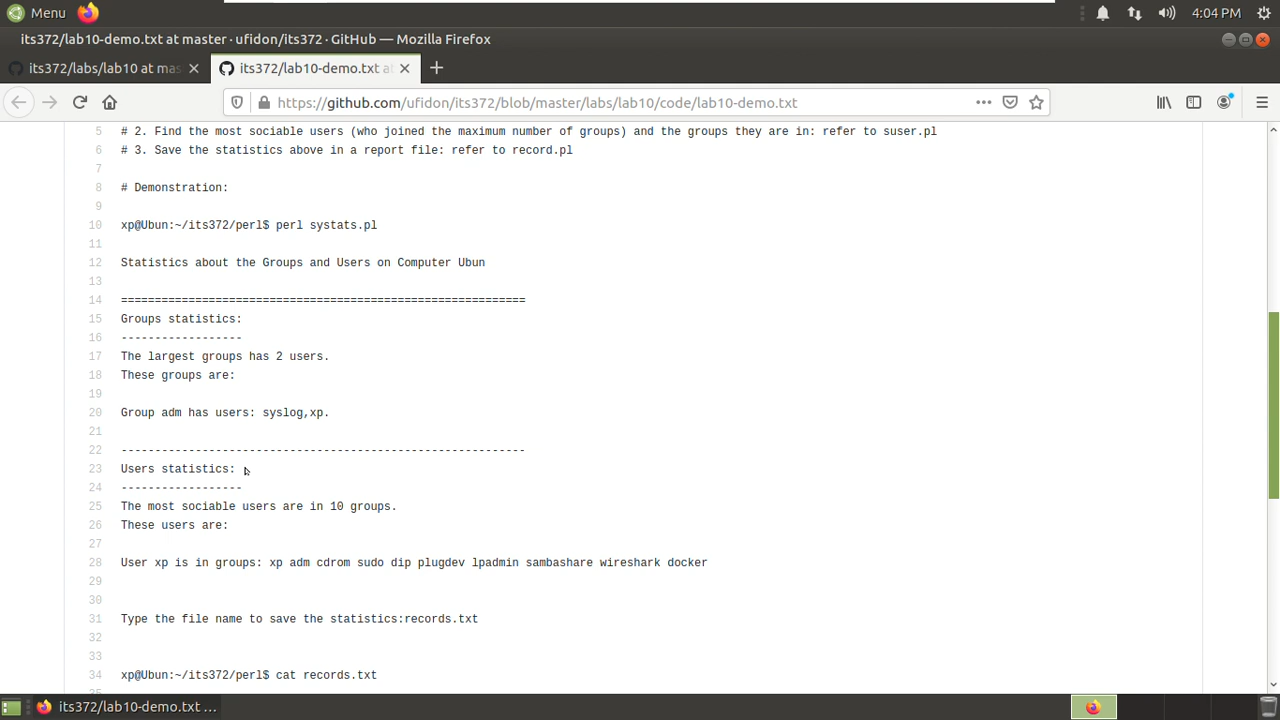 Menu
4:04 PM
its372/lab10-demo.txt at master · ufidon/its372 · GitHub — Mozilla Firefox
its372/labs/lab10 at mas
its372/lab10-demo.txt at
https://github.com/ufidon/its372/blob/master/labs/lab10/code/lab10-demo.txt
5 # 2. Find the most sociable users (who joined the maximum number of groups) and the groups they are in: refer to suser.pl
6 # 3. Save the statistics above in a report file: refer to record.pl
7
8 # Demonstration:
9
10 xp@Ubun:~/its372/perl$ perl systats.pl
11
12 Statistics about the Groups and Users on Computer Ubun
13
14 ============================================================
15 Groups statistics:
16 ------------------
17 The largest groups has 2 users.
18 These groups are:
19
20 Group adm has users: syslog,xp.
21
22 ------------------------------------------------------------
23 Users statistics:
24 ------------------
25 The most sociable users are in 10 groups.
26 These users are:
27
28 User xp is in groups: xp adm cdrom sudo dip plugdev lpadmin sambashare wireshark docker
29
30
31 Type the file name to save the statistics:records.txt
32
33
34 xp@Ubun:~/its372/perl$ cat records.txt
its372/lab10-demo.txt ...